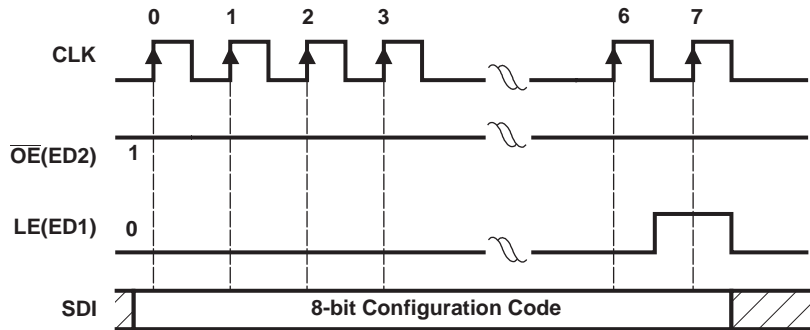 0 1 2 3 6 7
CLK
OE(ED2) 1
LE(ED1) 0
SDI 8-bit Configuration Code